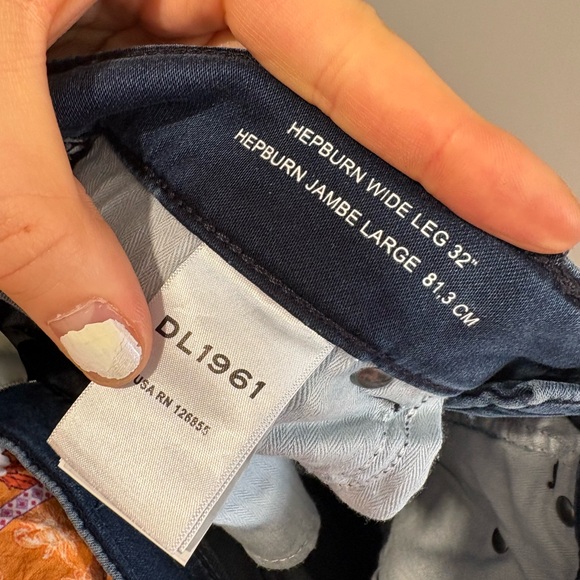 HEPBURN WIDE LEG 32"
HEPBURN JAMBE LARGE 81.3 CM
DL1961
USA RN 126855